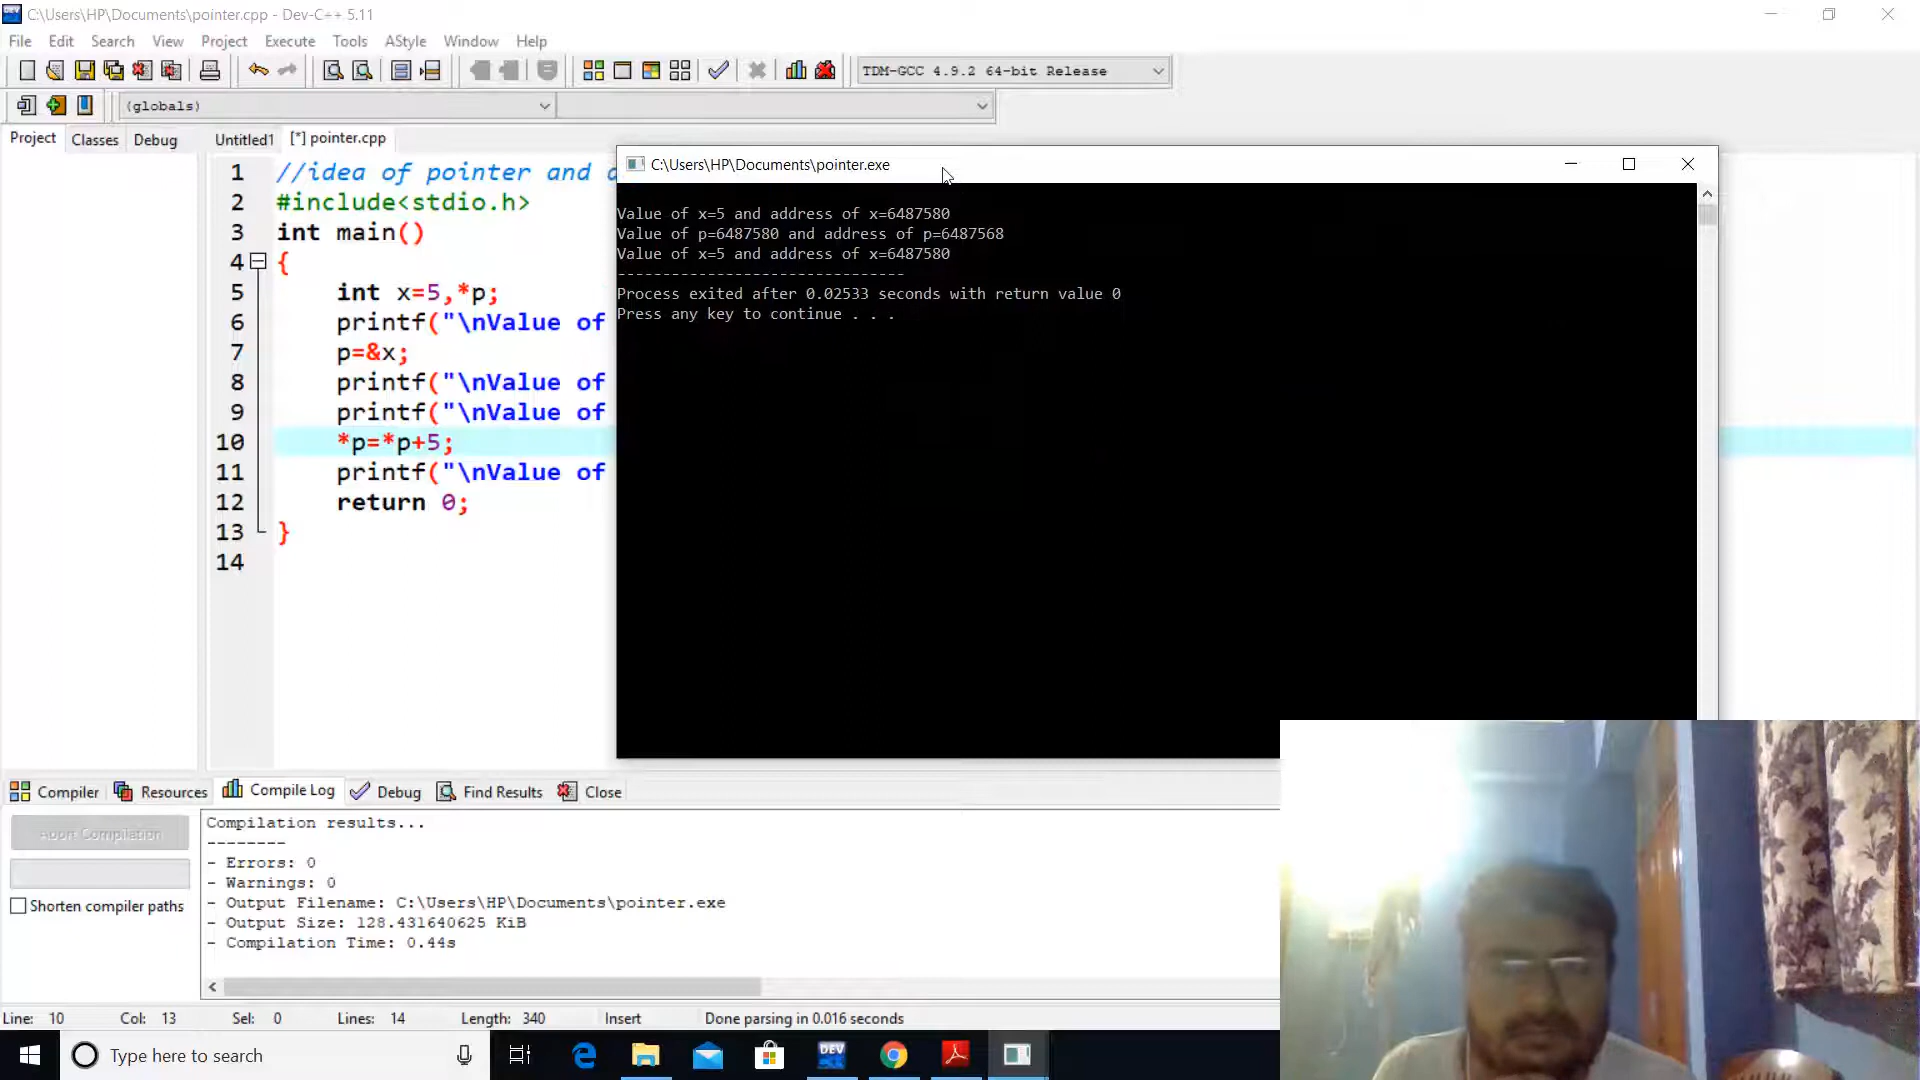 C:\Users\HP\Documents\pointer.cpp - Dev-C++ 5.11
File Edit Search View Project Execute Tools AStyle Window Help
TDM-GCC 4.9.2 64-bit Release
(globals)
Project Classes Debug Untitled1 [*] pointer.cpp
1 //idea of pointer and
2 #include<stdio.h>
3 int main()
4 {
5 int x=5,*p;
6 printf("\nValue of
7 p=&x;
8 printf("\nValue of
9 printf("\nValue of
10 *p=*p+5;
11 printf("\nValue of
12 return 0;
13 }
14
C:\Users\HP\Documents\pointer.exe
Value of x=5 and address of x=6487580
Value of p=6487580 and address of p=6487568
Value of x=5 and address of x=6487580
--------------------------------
Process exited after 0.02533 seconds with return value 0
Press any key to continue . . .
Compiler Resources Compile Log Debug Find Results Close
Abort Compilation
Shorten compiler paths
Compilation results...
--------
- Errors: 0
- Warnings: 0
- Output Filename: C:\Users\HP\Documents\pointer.exe
- Output Size: 128.431640625 KiB
- Compilation Time: 0.44s
Line: 10 Col: 13 Sel: 0 Lines: 14 Length: 340 Insert Done parsing in 0.016 seconds
Type here to search
DEV